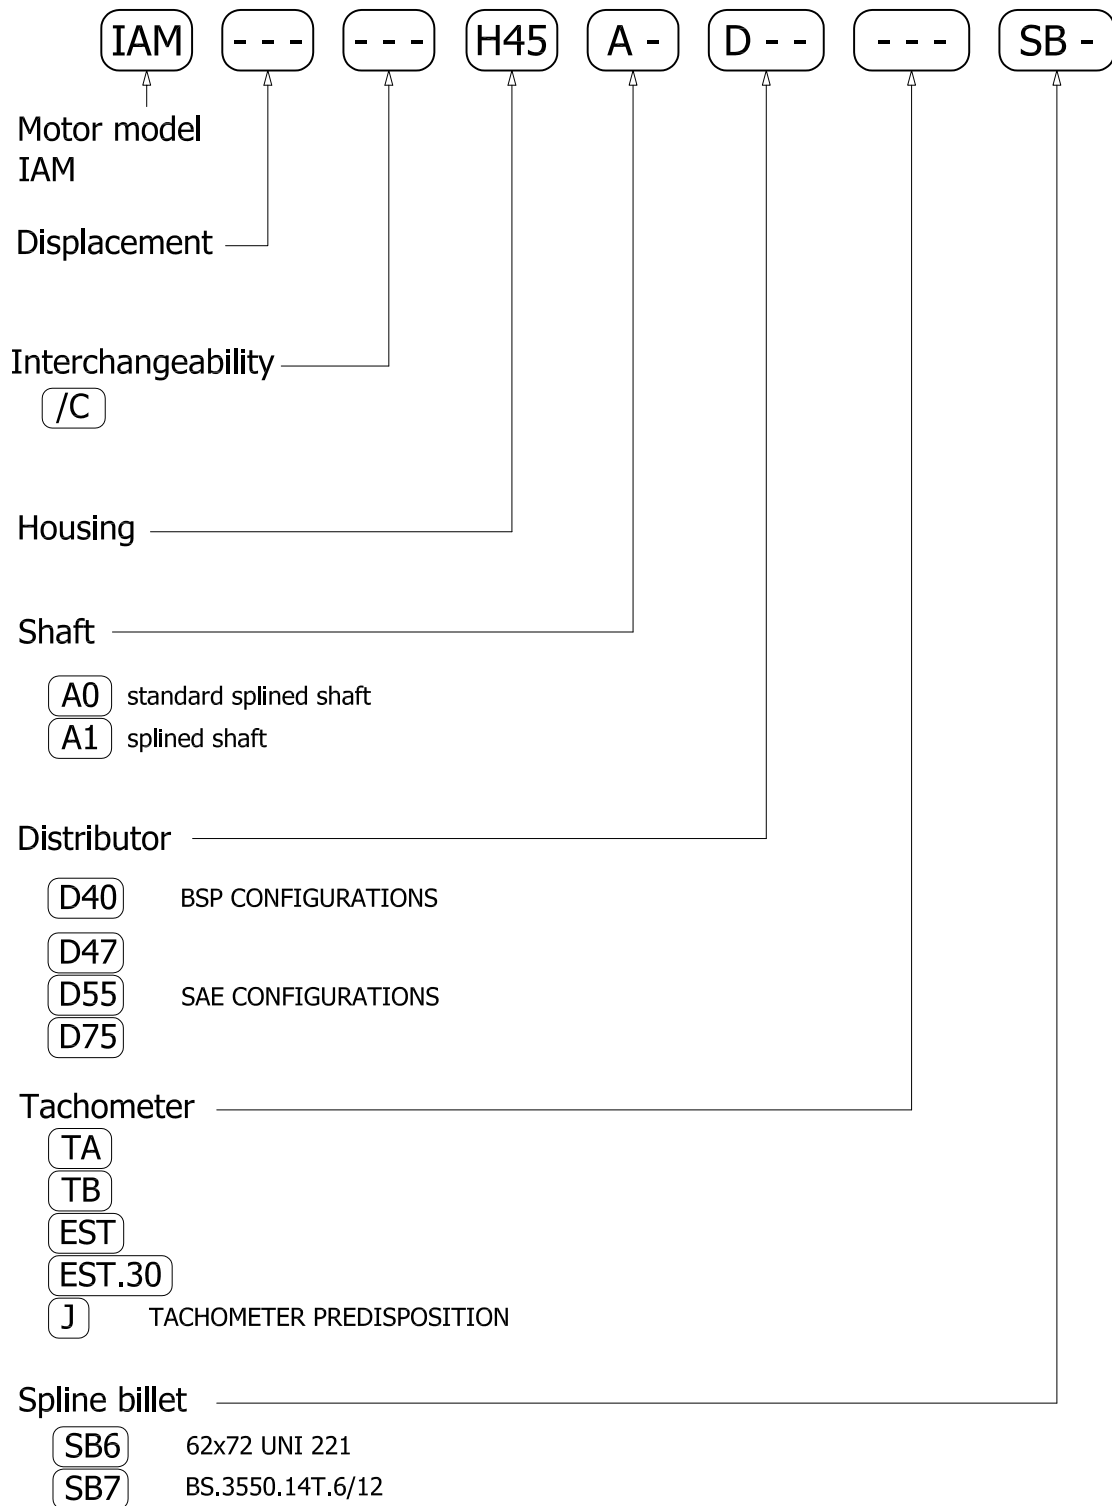 IAM --- --- H45 A - D -- --- SB -
Motor model
IAM
Displacement
Interchangeability
/C
Housing
Shaft
A0 standard splined shaft
A1 splined shaft
Distributor
D40 BSP CONFIGURATIONS
D47
D55 SAE CONFIGURATIONS
D75
Tachometer
TA
TB
EST
EST.30
J TACHOMETER PREDISPOSITION
Spline billet
SB6 62x72 UNI 221
SB7 BS.3550.14T.6/12